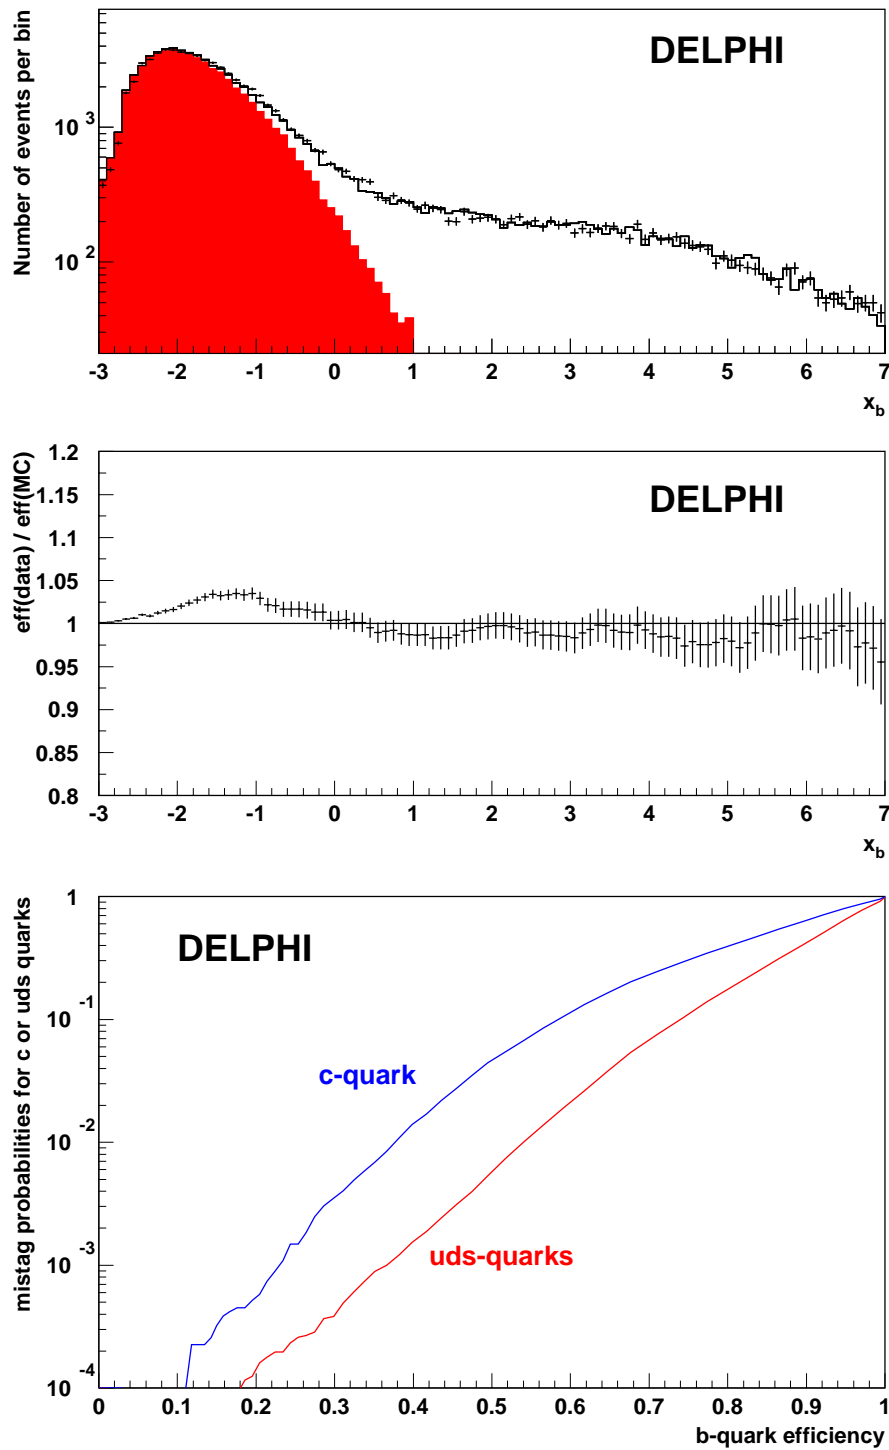 DELPHI
Number of events per bin
10^3
10^2
-3 -2 -1 0 1 2 3 4 5 6 7
x_b
DELPHI
eff(data) / eff(MC)
1.2
1.15
1.1
1.05
1
0.95
0.9
0.85
0.8
-3 -2 -1 0 1 2 3 4 5 6 7
x_b
DELPHI
mistag probabilities for c or uds quarks
1
10^-1
c-quark
10^-2
uds-quarks
10^-3
10^-4
0 0.1 0.2 0.3 0.4 0.5 0.6 0.7 0.8 0.9 1
b-quark efficiency